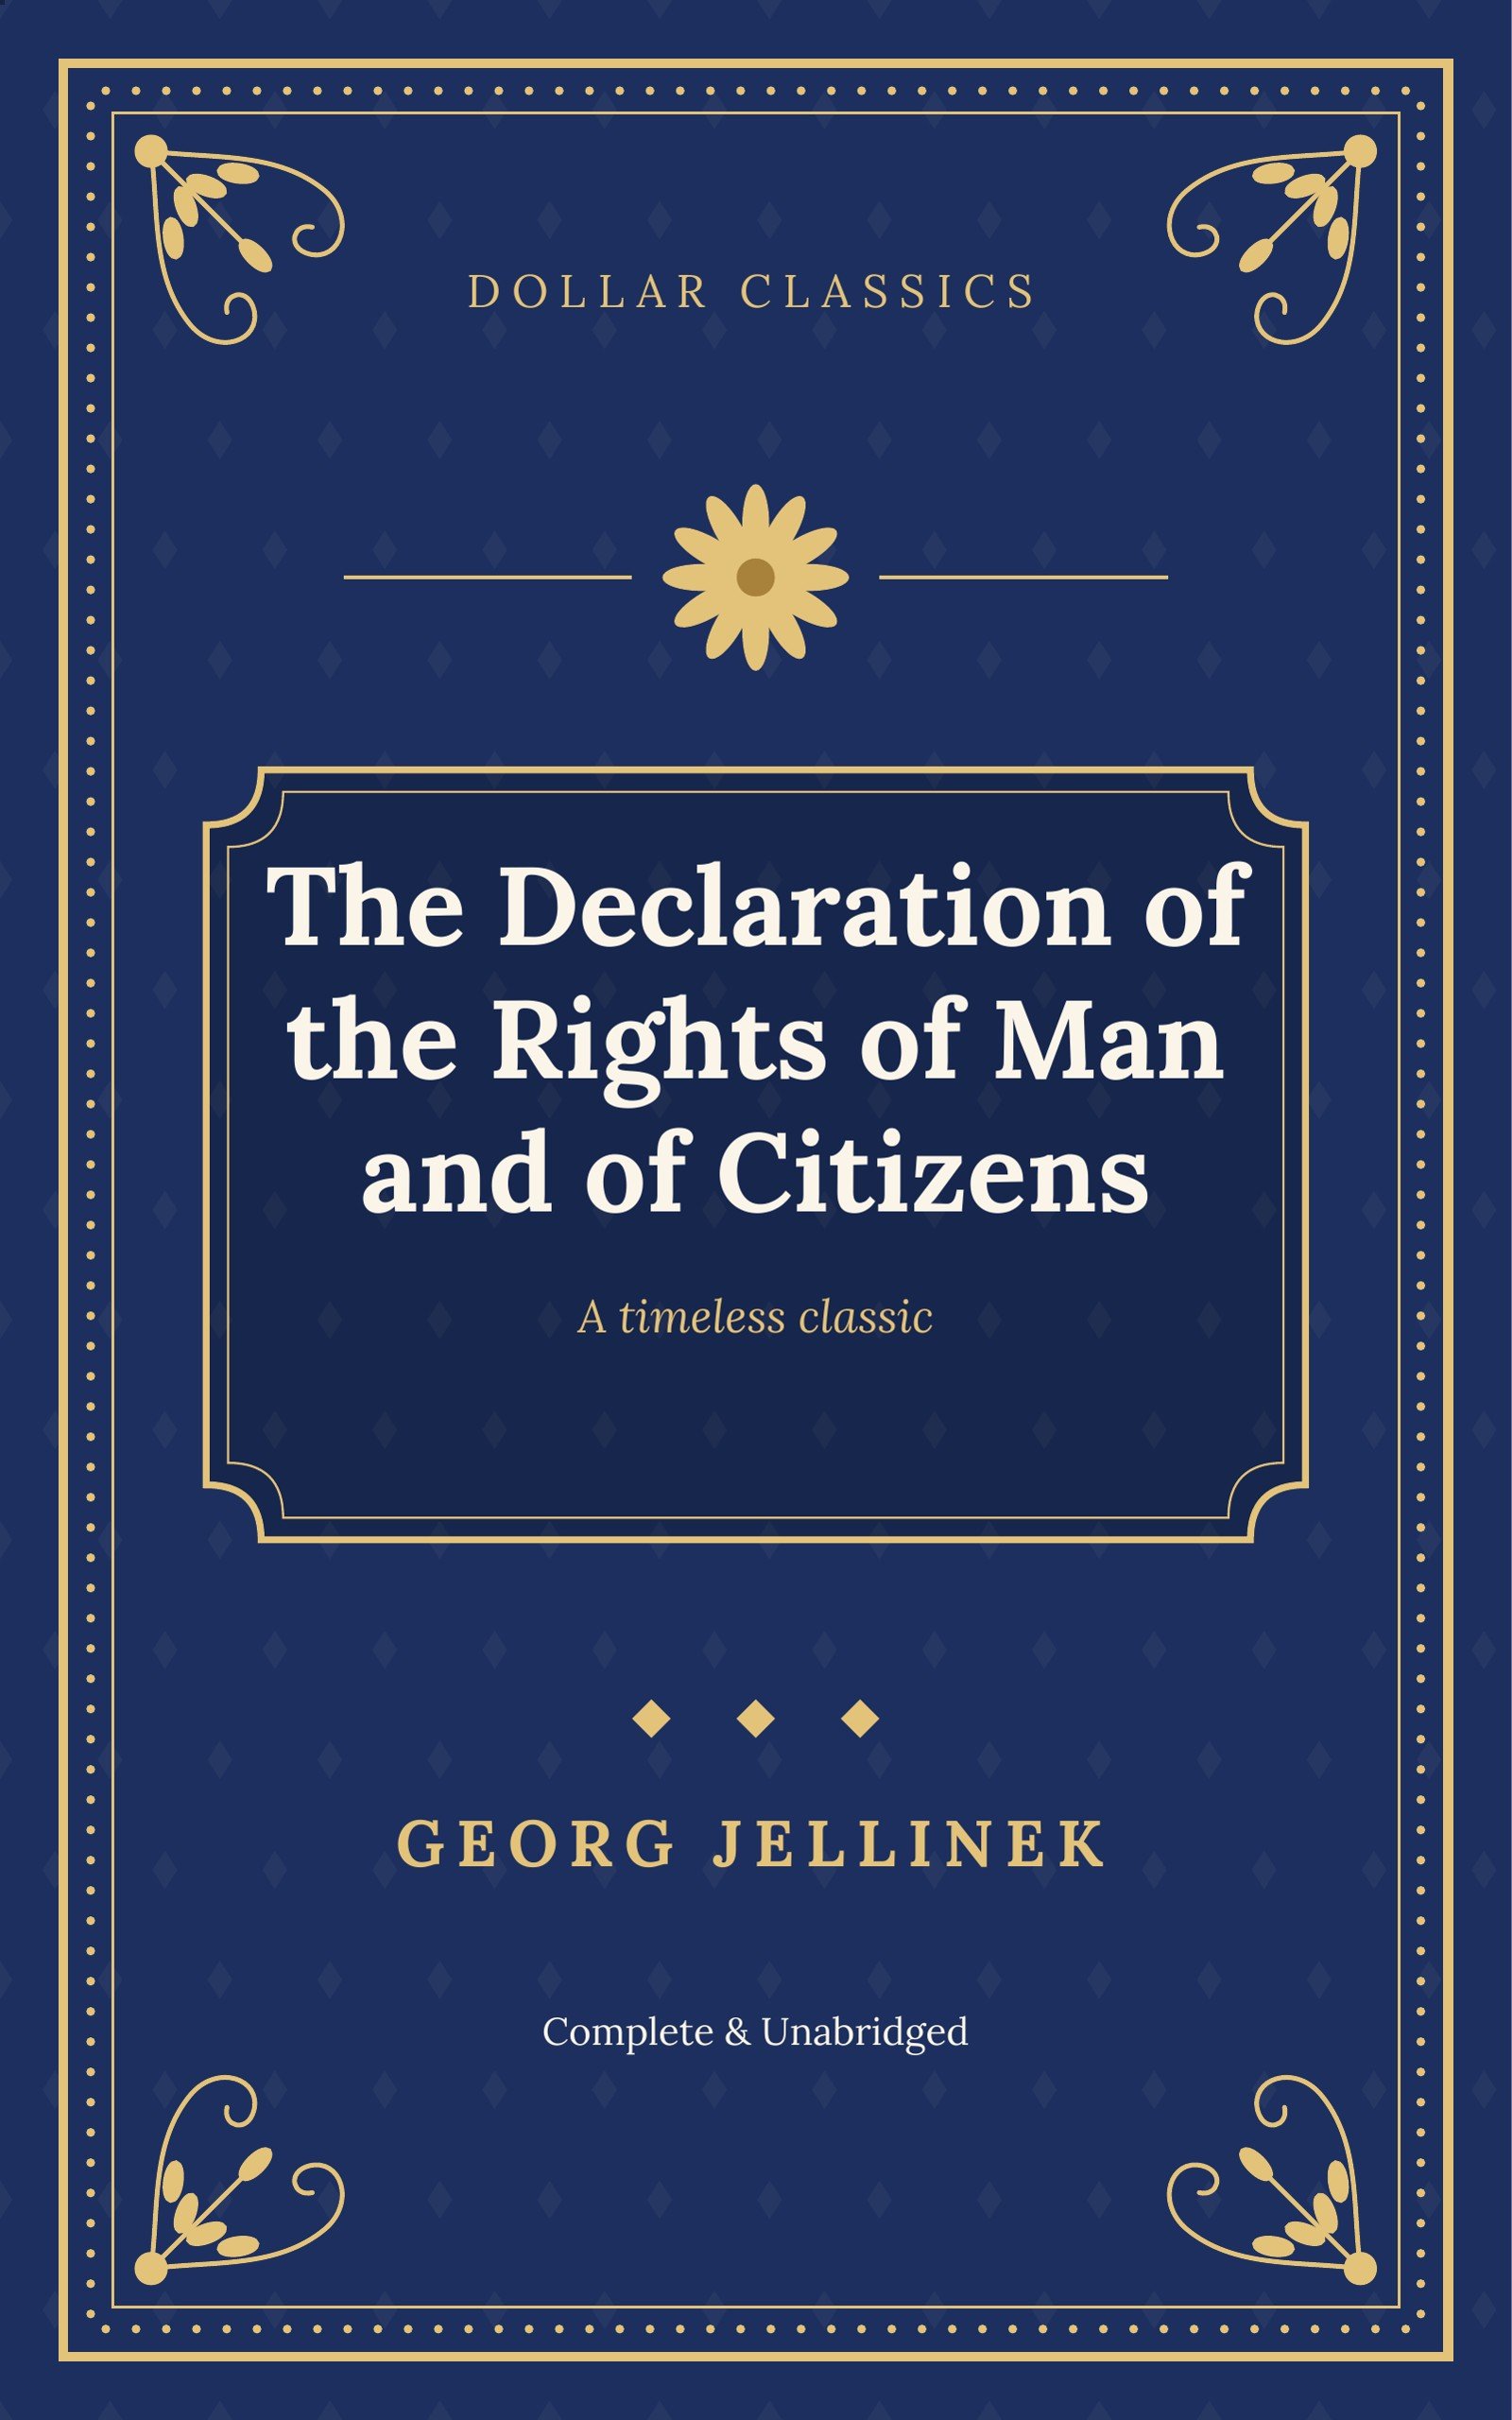 DOLLAR CLASSICS
The Declaration of
the Rights of Man
and of Citizens
A timeless classic
GEORG JELLINEK
Complete & Unabridged